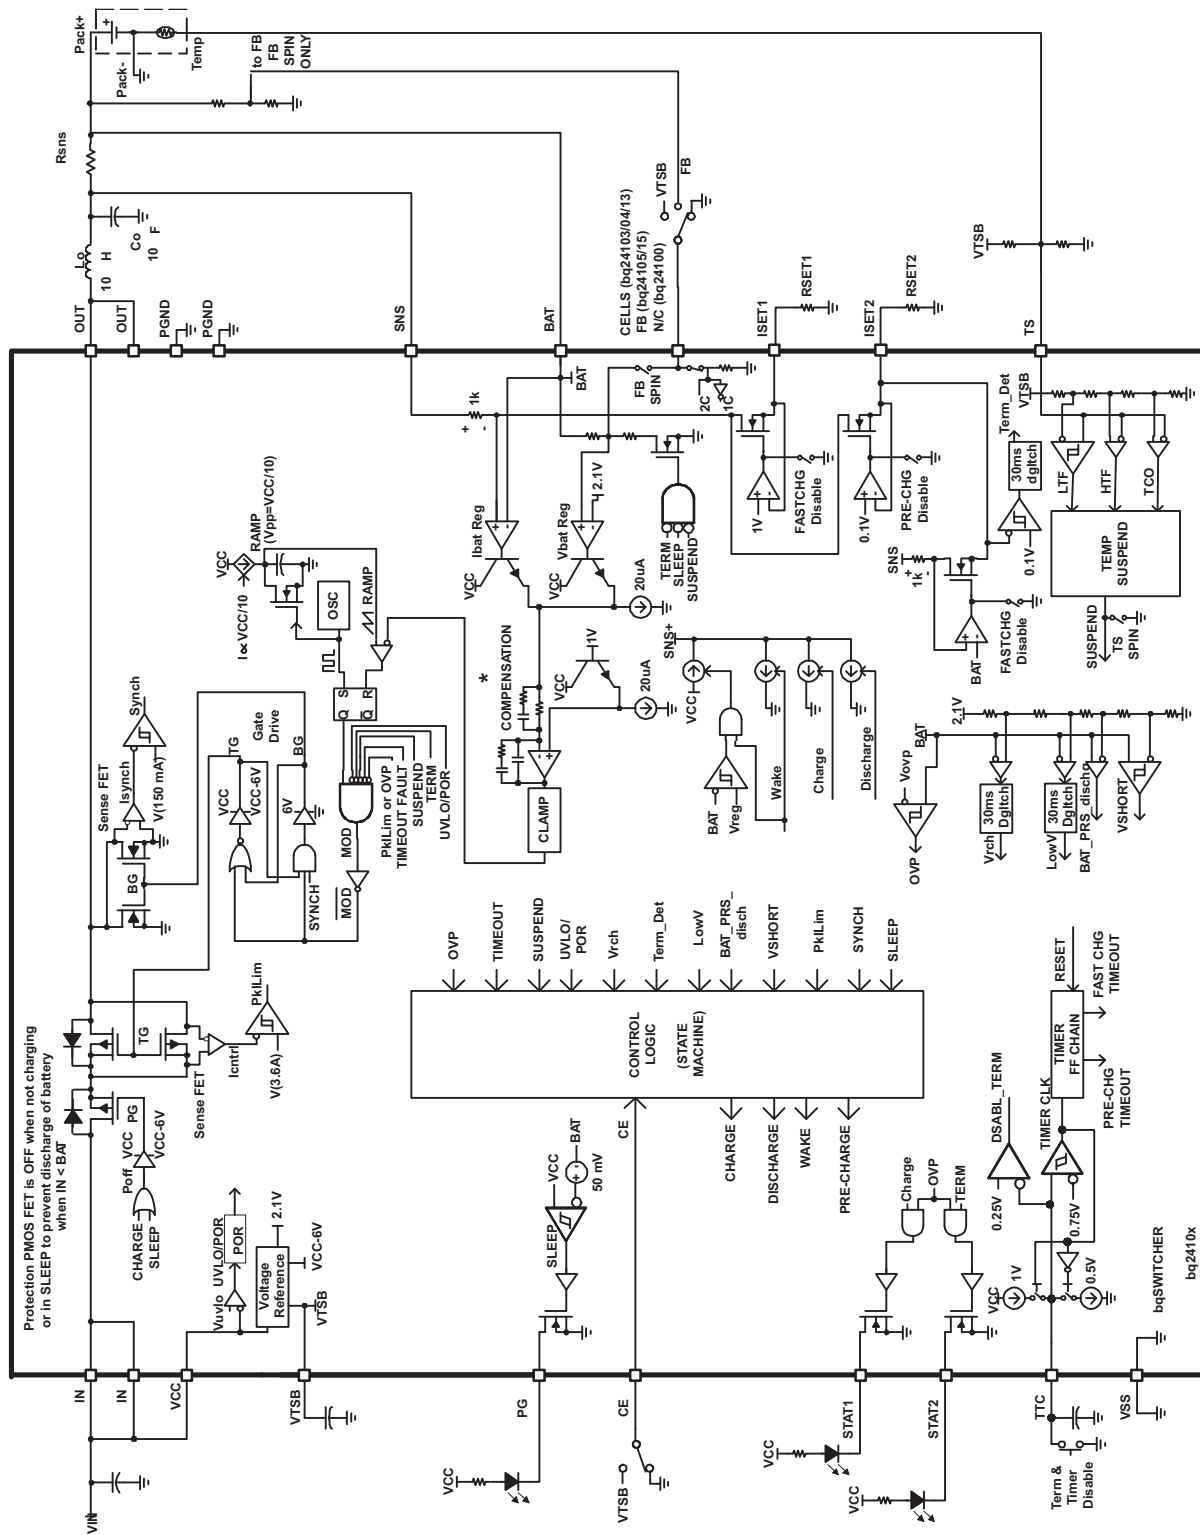 Protection PMOS FET is OFF when not charging
or in SLEEP to prevent discharge of battery
when IN < BAT
VIN
IN
IN
VCC
VTSB
Vuvlo
UVLO/POR
POR
Voltage
Reference
2.1V
VCC-6V
VTSB
CHARGE
SLEEP
Poff
VCC
VCC-6V
PG
TG
Sense FET
Icntrl
V(3.6A)
PkILim
Sense FET
BG
Isynch
V(150 mA)
Synch
VCC
VCC-6V
TG
Gate
Drive
6V
BG
SYNCH
MOD
MOD
PkILim or OVP
TIMEOUT FAULT
SUSPEND
TERM
UVLO/POR
Q
S
Q
R
I∝VCC/10
VCC
RAMP
(Vpp=VCC/10)
OSC
RAMP
OUT
OUT
PGND
PGND
Lo
10 H
Co
10 F
Rsns
Pack+
Pack-
+
Temp
to FB
FB
SPIN
ONLY
SNS
BAT
CELLS (bq24103/04/13)
FB (bq24105/15)
N/C (bq24100)
VTSB
FB
+
-
1k
BAT
FB
SPIN
2C
1C
Ibat Reg
+
-
VCC
Vbat Reg
+
-
2.1V
VCC
TERM
SLEEP
SUSPEND
20uA
*
COMPENSATION
CLAMP
-
+
VCC
1V
20uA
SNS+
VCC
BAT
Vreg
Wake
Charge
Discharge
ISET1
RSET1
ISET2
RSET2
1V
+
-
FASTCHG
Disable
0.1V
+
-
PRE-CHG
Disable
SNS
+
-
1k
+
-
BAT
FASTCHG
Disable
0.1V
30ms
dgltch
Term_Det
TS
VTSB
VTSB
LTF
HTF
TCO
TEMP
SUSPEND
SUSPEND
TS
SPIN
BAT
Vovp
OVP
2.1V
30ms
Dgltch
Vrch
30ms
Dgltch
LowV
BAT_PRS_dischg
VSHORT
CONTROL
LOGIC
(STATE
MACHINE)
OVP
TIMEOUT
SUSPEND
UVLO/
POR
Vrch
Term_Det
LowV
BAT_PRS_
disch
VSHORT
PkILim
SYNCH
SLEEP
CE
CHARGE
DISCHARGE
WAKE
PRE-CHARGE
PG
VCC
SLEEP
VCC
+
-
BAT
50 mV
CE
VTSB
STAT1
VCC
STAT2
VCC
Charge
OVP
TERM
TTC
Term &
Timer
Disable
VCC
1V
0.5V
0.25V
DSABL_TERM
0.75V
TIMER CLK
TIMER
FF CHAIN
RESET
FAST CHG
TIMEOUT
PRE-CHG
TIMEOUT
VSS
bqSWITCHER
bq2410x